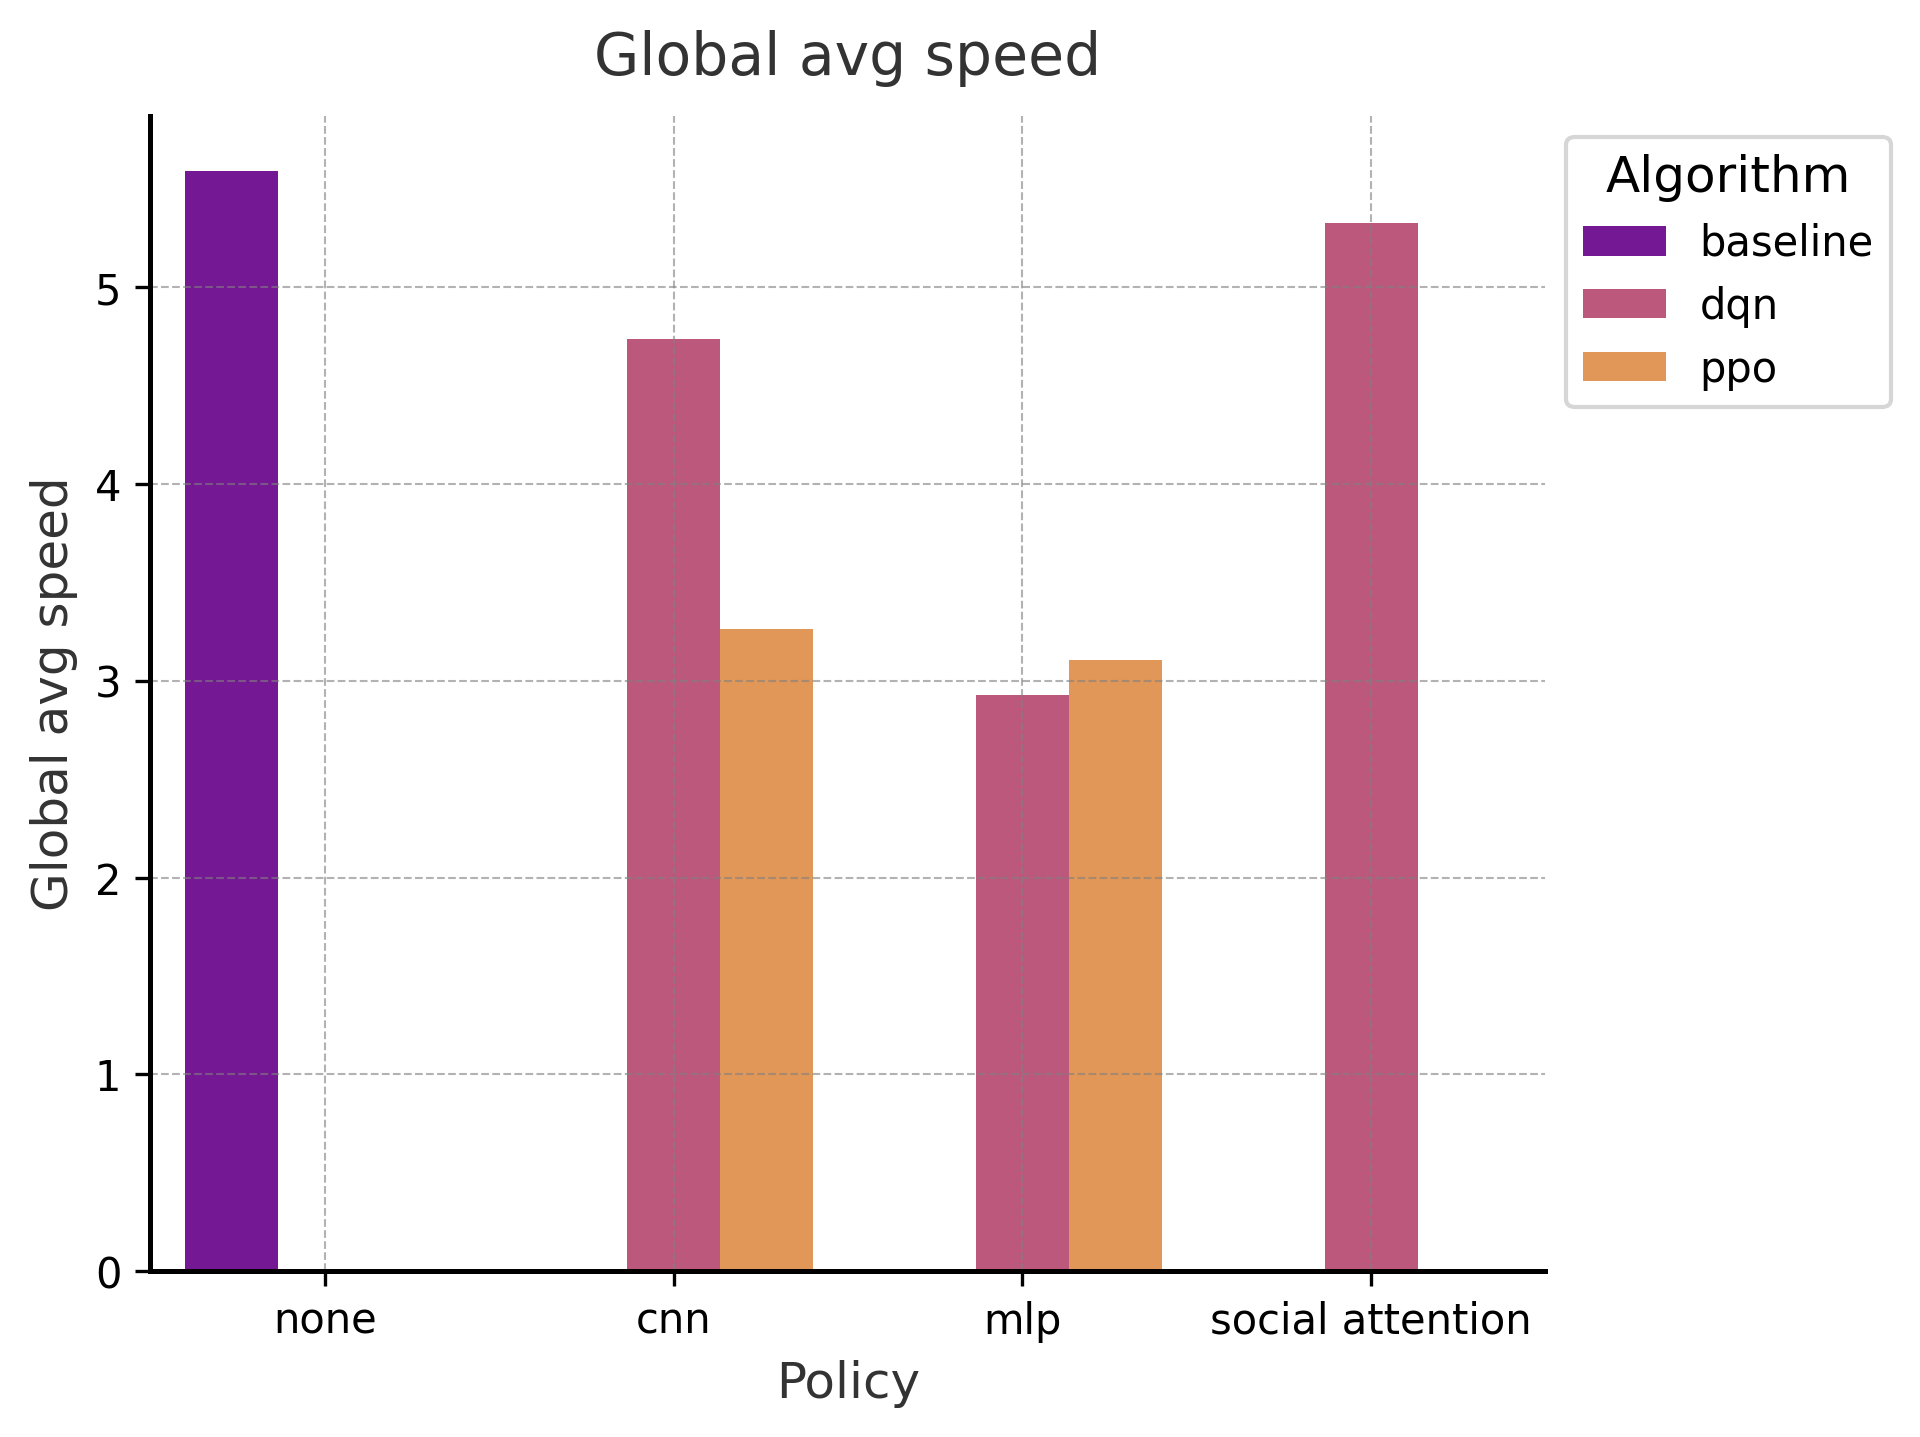 Global avg speed
Algorithm
baseline
dqn
ppo
Global avg speed
5
4
3
2
1
0
none
cnn
mlp
social attention
Policy